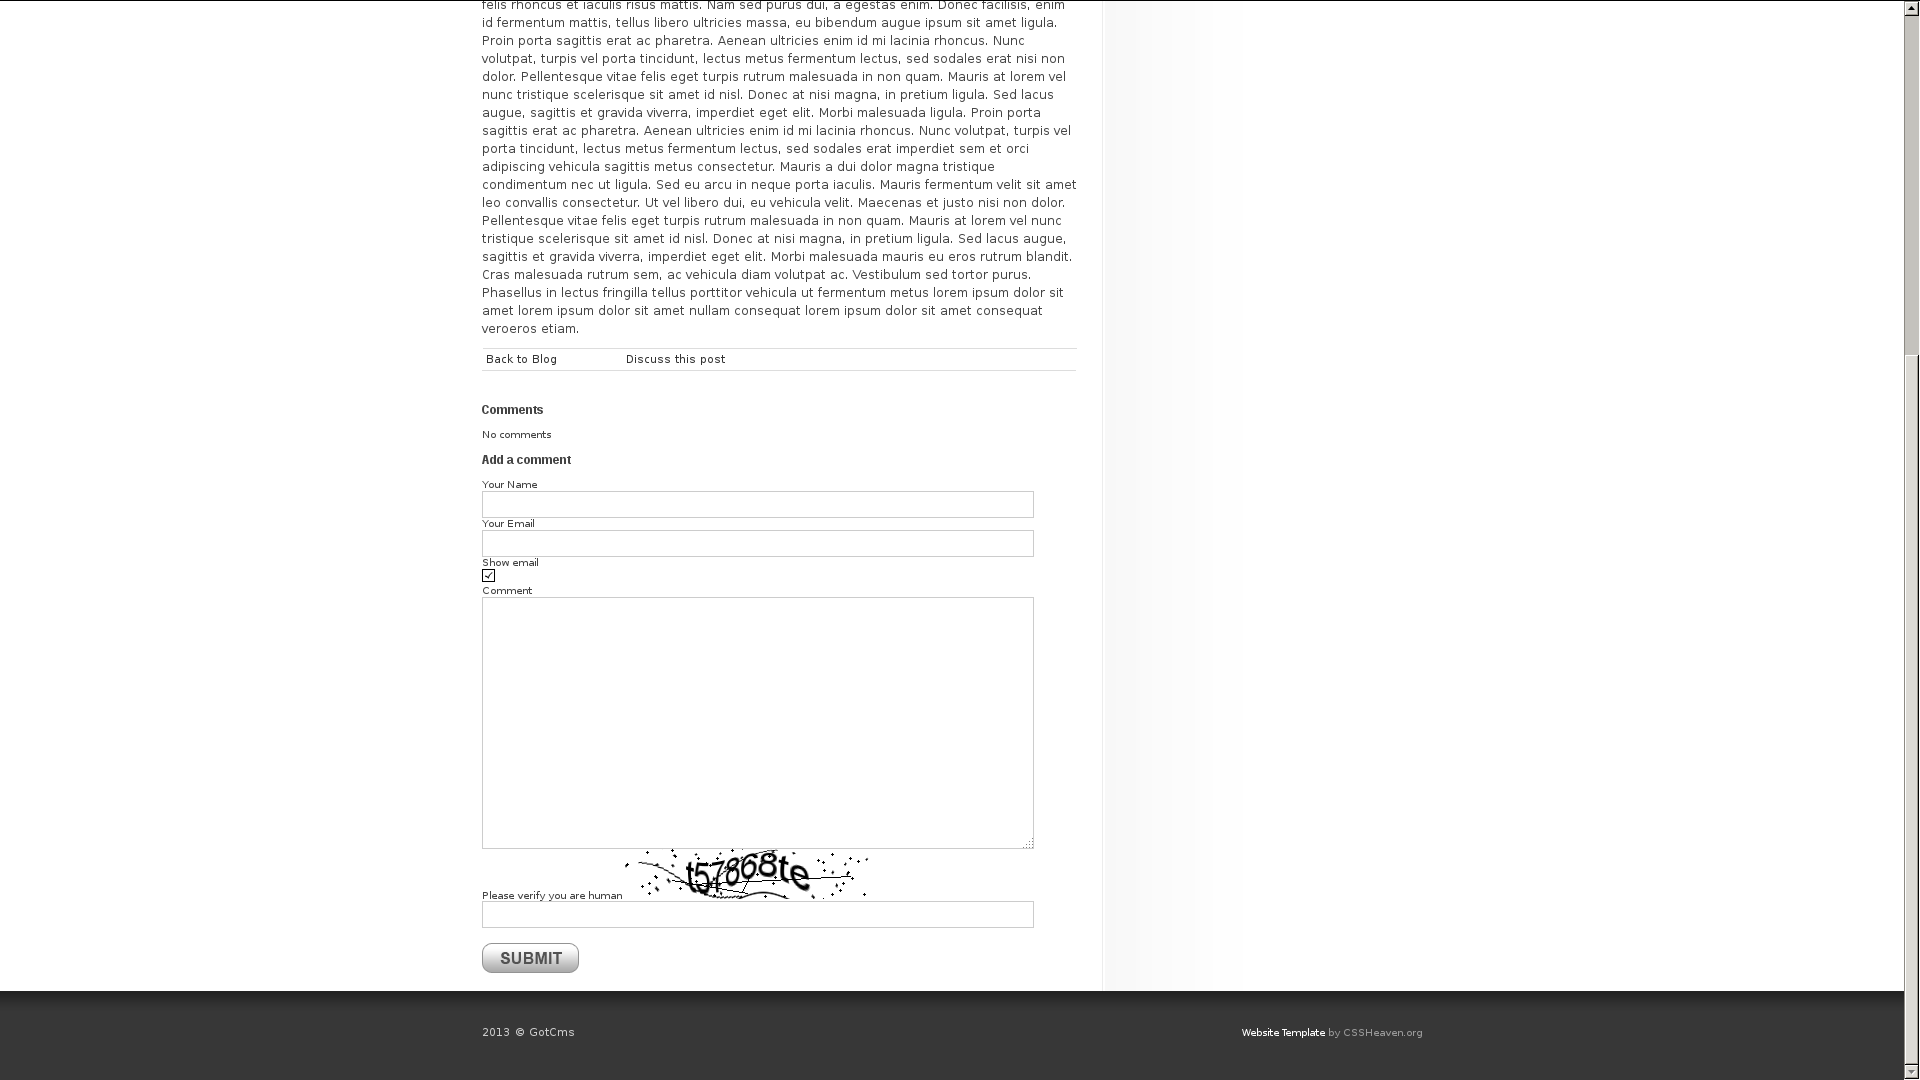 felis rhoncus et iaculis risus mattis. Nam sed purus dui, a egestas enim. Donec facilisis, enim
id fermentum mattis, tellus libero ultricies massa, eu bibendum augue ipsum sit amet ligula.
Proin porta sagittis erat ac pharetra. Aenean ultricies enim id mi lacinia rhoncus. Nunc
volutpat, turpis vel porta tincidunt, lectus metus fermentum lectus, sed sodales erat nisi non
dolor. Pellentesque vitae felis eget turpis rutrum malesuada in non quam. Mauris at lorem vel
nunc tristique scelerisque sit amet id nisl. Donec at nisi magna, in pretium ligula. Sed lacus
augue, sagittis et gravida viverra, imperdiet eget elit. Morbi malesuada ligula. Proin porta
sagittis erat ac pharetra. Aenean ultricies enim id mi lacinia rhoncus. Nunc volutpat, turpis vel
porta tincidunt, lectus metus fermentum lectus, sed sodales erat imperdiet sem et orci
adipiscing vehicula sagittis metus consectetur. Mauris a dui dolor magna tristique
condimentum nec ut ligula. Sed eu arcu in neque porta iaculis. Mauris fermentum velit sit amet
leo convallis consectetur. Ut vel libero dui, eu vehicula velit. Maecenas et justo nisi non dolor.
Pellentesque vitae felis eget turpis rutrum malesuada in non quam. Mauris at lorem vel nunc
tristique scelerisque sit amet id nisl. Donec at nisi magna, in pretium ligula. Sed lacus augue,
sagittis et gravida viverra, imperdiet eget elit. Morbi malesuada mauris eu eros rutrum blandit.
Cras malesuada rutrum sem, ac vehicula diam volutpat ac. Vestibulum sed tortor purus.
Phasellus in lectus fringilla tellus porttitor vehicula ut fermentum metus lorem ipsum dolor sit
amet lorem ipsum dolor sit amet nullam consequat lorem ipsum dolor sit amet consequat
veroeros etiam.
Back to Blog Discuss this post
Comments
No comments
Add a comment
Your Name
Your Email
Show email
Comment
t57868te
Please verify you are human
SUBMIT
2013 © GotCms Website Template by CSSHeaven.org